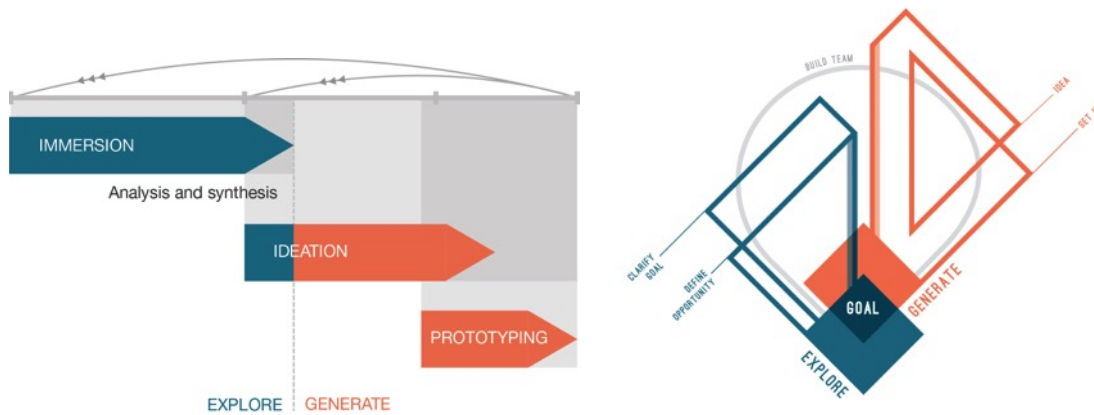 IMMERSION
Analysis and synthesis
IDEATION
PROTOTYPING
EXPLORE
GENERATE
BUILD TEAM
IDEA
CLARIFY
GOAL
DEFINE
OPPORTUNITY
GOAL
GENERATE
EXPLORE